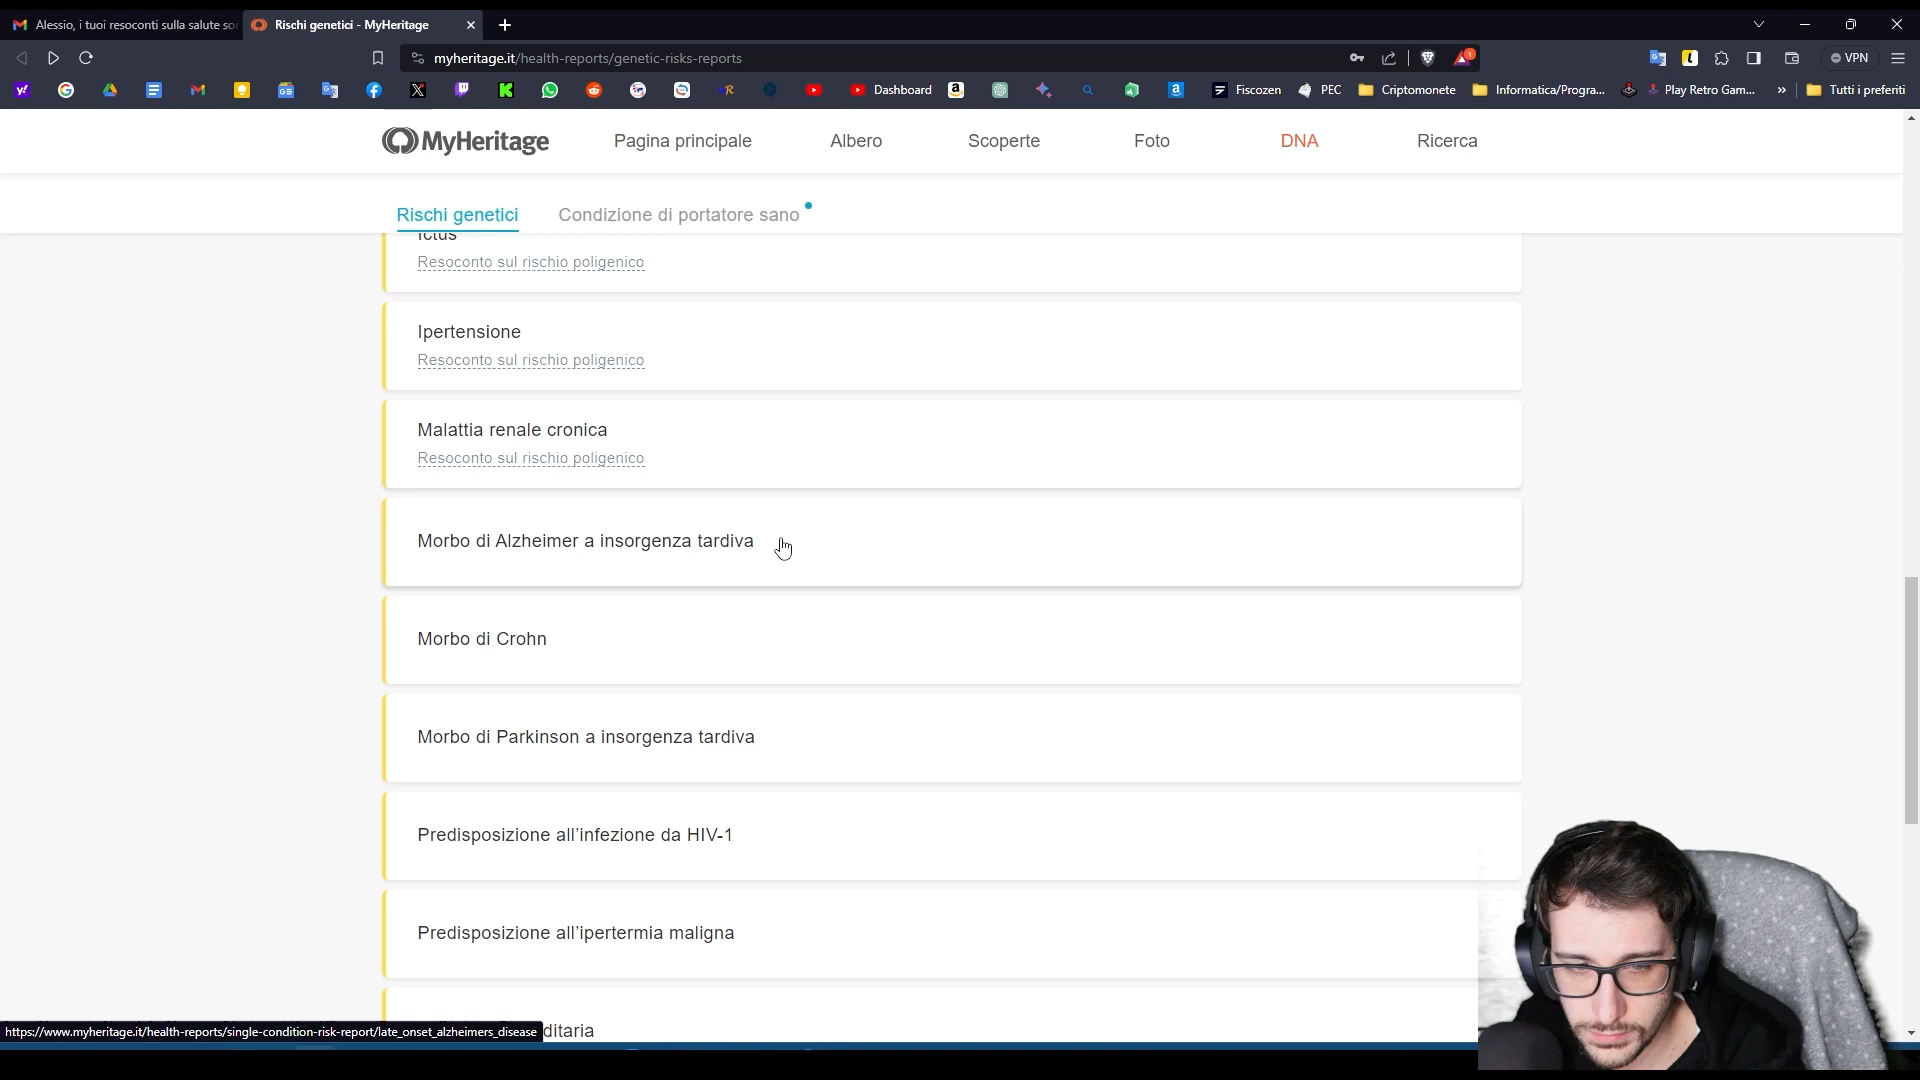 Alessio, i tuoi resoconti sulla salute so
Rischi genetici - MyHeritage
myheritage.it/health-reports/genetic-risks-reports
1
VPN
Dashboard
Fiscozen
PEC
Criptomonete
Informatica/Progra...
Play Retro Gam...
Tutti i preferiti
MyHeritage
Pagina principale
Albero
Scoperte
Foto
DNA
Ricerca
Rischi genetici
Condizione di portatore sano
Ictus
Resoconto sul rischio poligenico
Ipertensione
Resoconto sul rischio poligenico
Malattia renale cronica
Resoconto sul rischio poligenico
Morbo di Alzheimer a insorgenza tardiva
Morbo di Crohn
Morbo di Parkinson a insorgenza tardiva
Predisposizione all'infezione da HIV-1
Predisposizione all'ipertermia maligna
ditaria
https://www.myheritage.it/health-reports/single-condition-risk-report/late_onset_alzheimers_disease